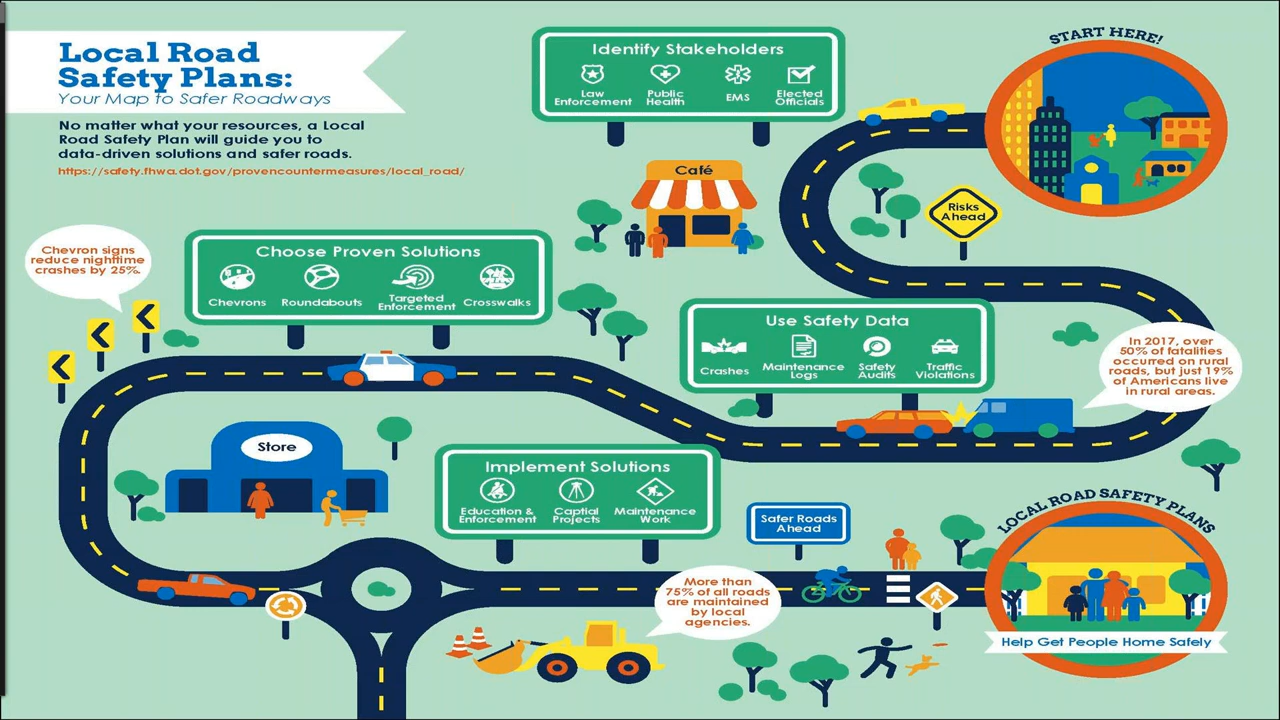 Local Road
Safety Plans:
Your Map to Safer Roadways
No matter what your resources, a Local
Road Safety Plan will guide you to
data-driven solutions and safer roads.
https://safety.fhwa.dot.gov/provencountermeasures/local_road/
START HERE!
Identify Stakeholders
Law
Enforcement
Public
Health
EMS
Elected
Officials
Café
Risks
Ahead
Use Safety Data
Crashes
Maintenance
Logs
Safety
Audits
Traffic
Violations
In 2017, over
50% of fatalities
occurred on rural
roads, but just 19%
of Americans live
in rural areas.
Choose Proven Solutions
Chevrons
Roundabouts
Targeted
Enforcement
Crosswalks
Chevron signs
reduce nighttime
crashes by 25%.
Store
Implement Solutions
Education &
Enforcement
Captial
Projects
Maintenance
Work
More than
75% of all roads
are maintained
by local
agencies.
Safer Roads
Ahead
LOCAL ROAD SAFETY PLANS
Help Get People Home Safely